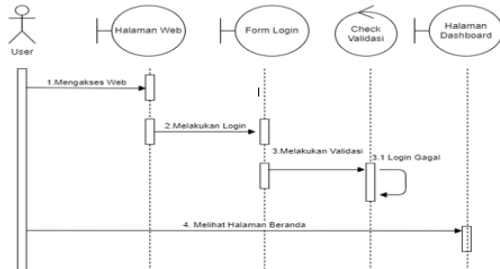 User
Halaman Web
Form Login
Check
Validasi
Halaman
Dashboard
1.Mengakses Web
2.Melakukan Login
3.Melakukan Validasi
3.1 Login Gagal
4. Melihat Halaman Beranda